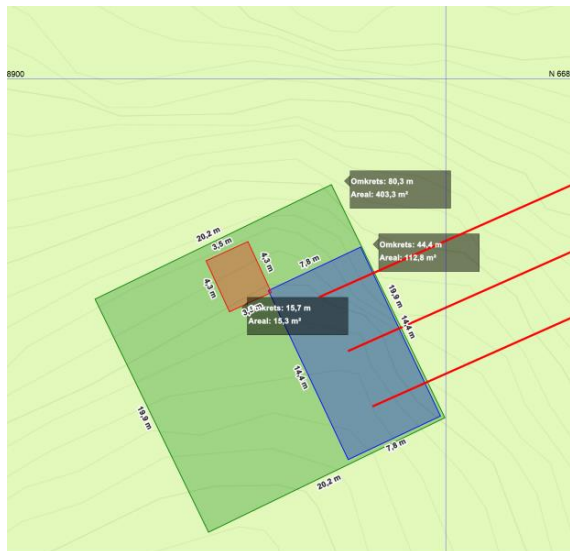 8900
N 668
Omkrets: 80,3 m
Areal: 403,3 m²
20,2 m
3,5 m
Omkrets: 44,4 m
Areal: 112,8 m²
4,3 m
7,8 m
4,3 m
19,9 m
Omkrets: 15,7 m
Areal: 15,3 m²
14,4 m
14,4 m
19,9 m
7,8 m
20,2 m